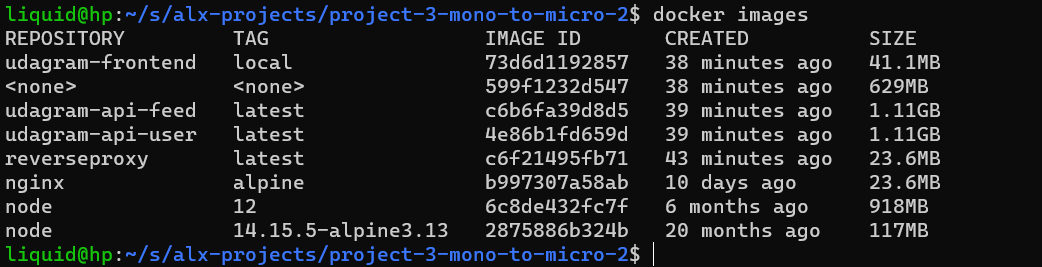 liquid@hp:~/s/alx-projects/project-3-mono-to-micro-2$ docker images
REPOSITORY TAG IMAGE ID CREATED SIZE
udagram-frontend local 73d6d1192857 38 minutes ago 41.1MB
<none> <none> 599f1232d547 38 minutes ago 629MB
udagram-api-feed latest c6b6fa39d8d5 39 minutes ago 1.11GB
udagram-api-user latest 4e86b1fd659d 39 minutes ago 1.11GB
reverseproxy latest c6f21495fb71 43 minutes ago 23.6MB
nginx alpine b997307a58ab 10 days ago 23.6MB
node 12 6c8de432fc7f 6 months ago 918MB
node 14.15.5-alpine3.13 2875886b324b 20 months ago 117MB
liquid@hp:~/s/alx-projects/project-3-mono-to-micro-2$